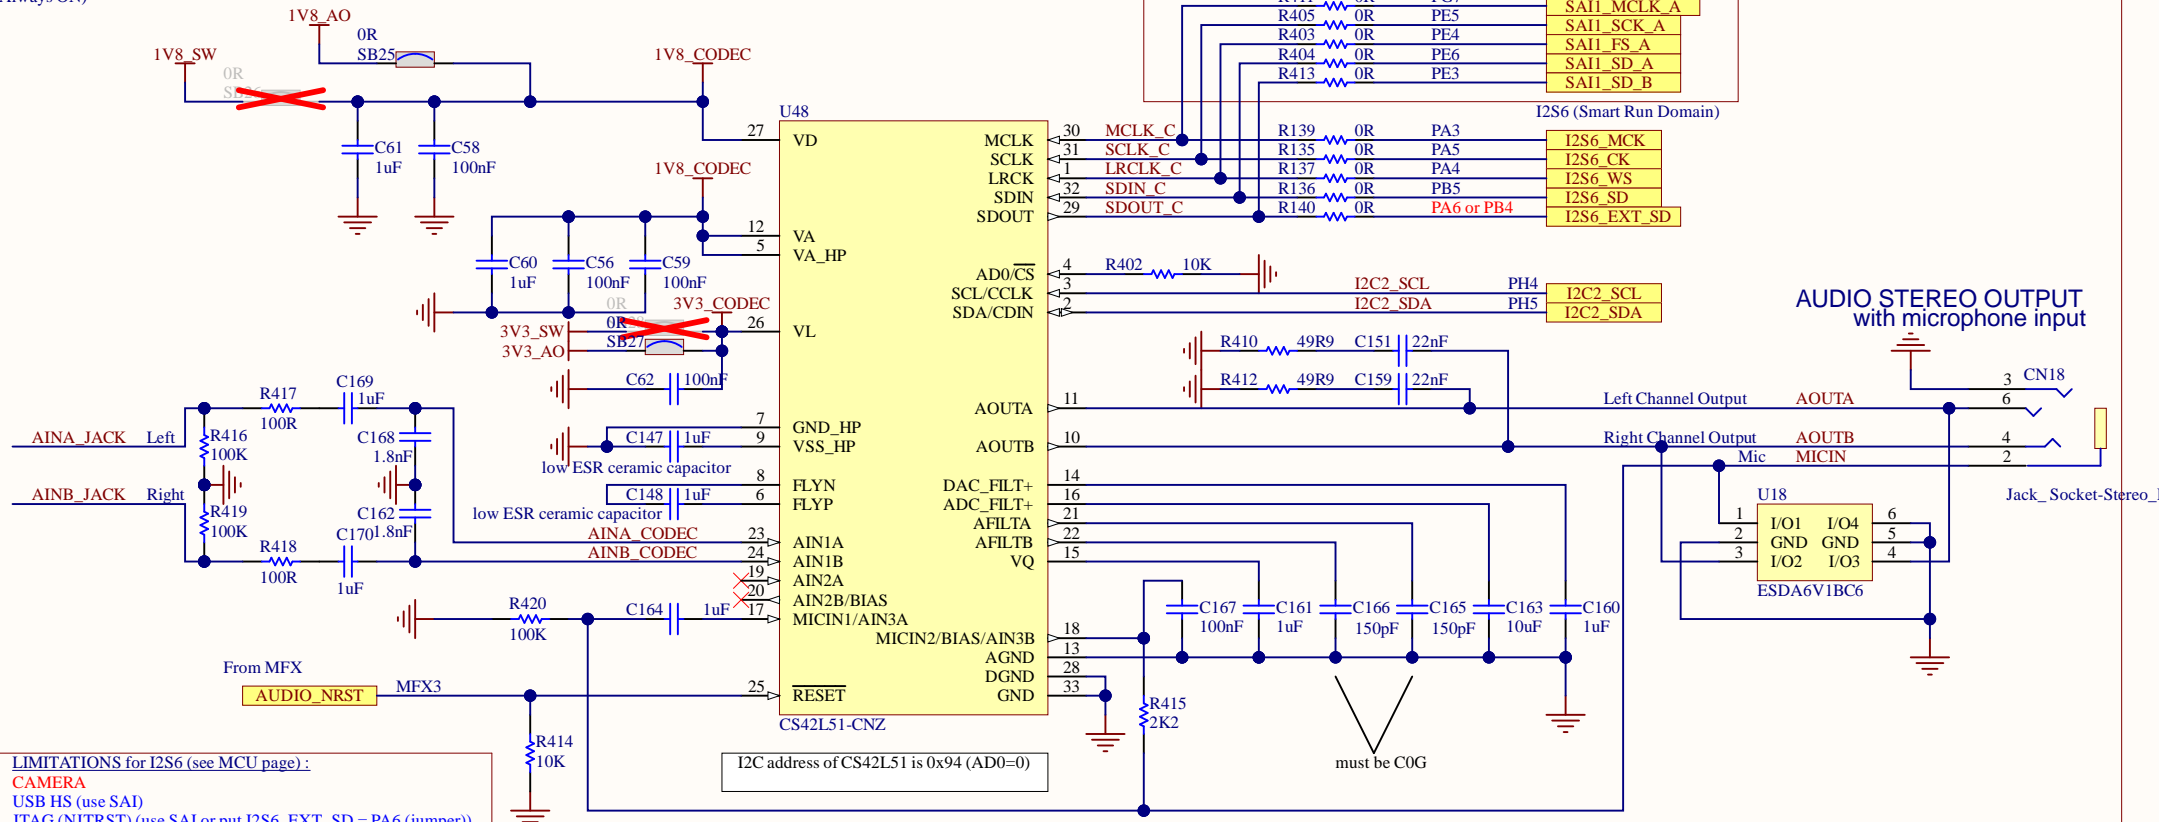 1V8_AO
0R
SB25
1V8_SW
0R
1V8_CODEC
C61
1uF
C58
100nF
1V8_CODEC
C60
1uF
C56
100nF
C59
100nF
0R
3V3_CODEC
3V3_SW
0R
3V3_AO
SB27
C62
100nF
AINA_JACK Left
R417
100R
C169
1uF
R416
100K
C168
1.8nF
AINB_JACK Right
R419
100K
C162
1.8nF
R418
100R
C170
1uF
C147
1uF
low ESR ceramic capacitor
C148
1uF
low ESR ceramic capacitor
AINA_CODEC
AINB_CODEC
R420
100K
C164
1uF
From MFX
AUDIO_NRST
MFX3
R414
10K
U48
27 VD
12 VA
5 VA_HP
26 VL
7 GND_HP
9 VSS_HP
8 FLYN
6 FLYP
23 AIN1A
24 AIN1B
19 AIN2A
20 AIN2B/BIAS
17 MICIN1/AIN3A
25 RESET
MCLK 30 MCLK_C
SCLK 31 SCLK_C
LRCK 1 LRCLK_C
SDIN 32 SDIN_C
SDOUT 29 SDOUT_C
AD0/CS 4
SCL/CCLK 3
SDA/CDIN 2
AOUTA 11
AOUTB 10
DAC_FILT+ 14
ADC_FILT+ 16
AFILTA 21
AFILTB 22
VQ 15
MICIN2/BIAS/AIN3B 18
AGND 13
DGND 28
GND 33
CS42L51-CNZ
I2C address of CS42L51 is 0x94 (AD0=0)
SAI1_MCLK_A
R405 0R PE5 SAI1_SCK_A
R403 0R PE4 SAI1_FS_A
R404 0R PE6 SAI1_SD_A
R413 0R PE3 SAI1_SD_B
I2S6 (Smart Run Domain)
R139 0R PA3 I2S6_MCK
R135 0R PA5 I2S6_CK
R137 0R PA4 I2S6_WS
R136 0R PB5 I2S6_SD
R140 0R PA6 or PB4 I2S6_EXT_SD
R402 10K
I2C2_SCL PH4 I2C2_SCL
I2C2_SDA PH5 I2C2_SDA
R410 49R9 C151 22nF
R412 49R9 C159 22nF
AUDIO STEREO OUTPUT
with microphone input
Left Channel Output AOUTA
Right Channel Output AOUTB
Mic MICIN
3
6
4
2
CN18
U18
1 I/O1 I/O4 6
2 GND GND 5
3 I/O2 I/O3 4
ESDA6V1BC6
C167
100nF
C161
1uF
C166
150pF
C165
150pF
C163
10uF
C160
1uF
R415
2K2
must be C0G
LIMITATIONS for I2S6 (see MCU page) :
CAMERA
USB HS (use SAI)
JTAG (NJTRST) (use SAI or put I2S6_EXT_SD = PA6 (jumper))